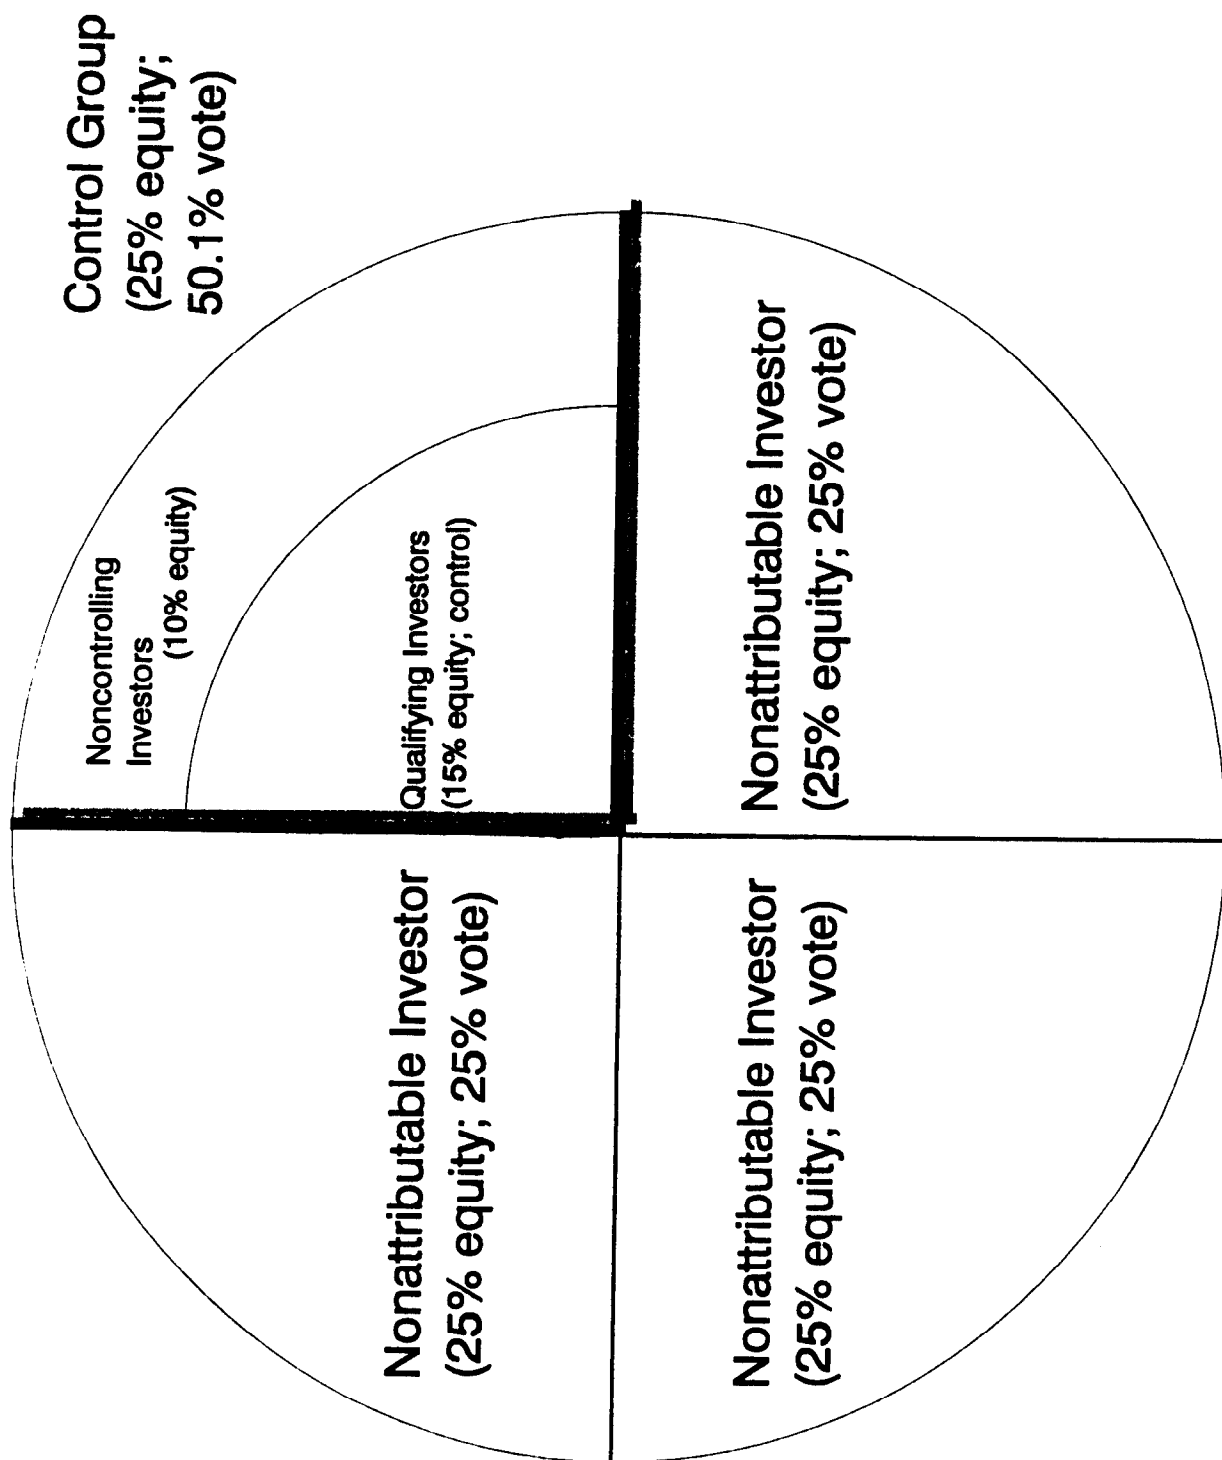 Control Group
(25% equity;
50.1% vote)
Noncontrolling
Investors
(10% equity)
Qualifying Investors
(15% equity; control)
Nonattributable Investor
(25% equity; 25% vote)
Nonattributable Investor
(25% equity; 25% vote)
Nonattributable Investor
(25% equity; 25% vote)